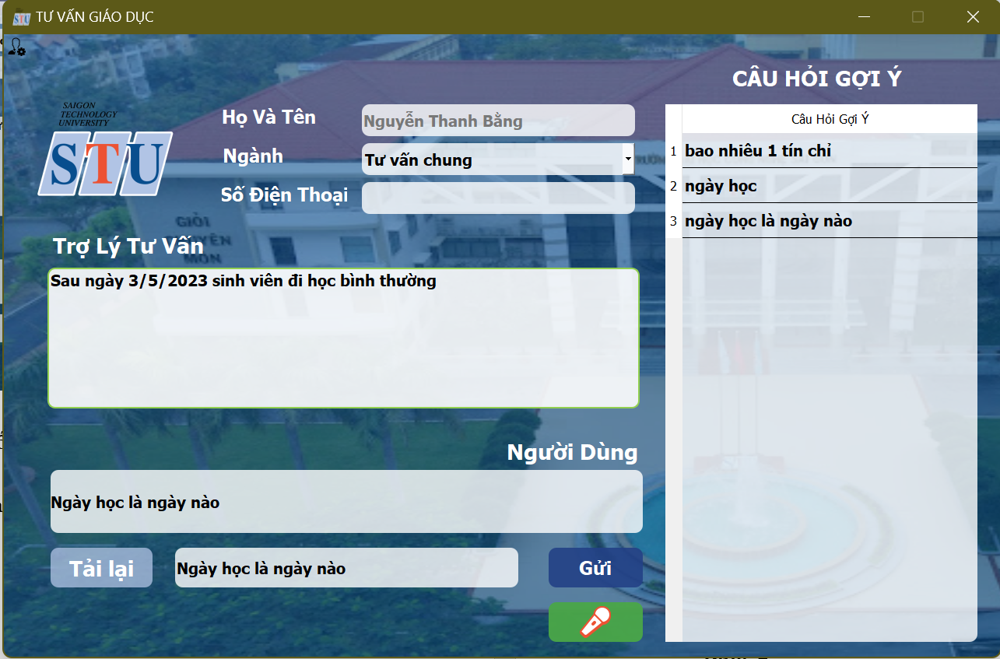 TƯ VẤN GIÁO DỤC
SAIGON
TECHNOLOGY
UNIVERSITY
STU
Họ Và Tên
Nguyễn Thanh Bằng
Ngành
Tư vấn chung
Số Điện Thoại
GIỎI
CHUYÊN
MÔN
Trợ Lý Tư Vấn
Sau ngày 3/5/2023 sinh viên đi học bình thường
Người Dùng
Ngày học là ngày nào
Tải lại
Ngày học là ngày nào
Gửi
CÂU HỎI GỢI Ý
Câu Hỏi Gợi Ý
1 bao nhiêu 1 tín chỉ
2 ngày học
3 ngày học là ngày nào